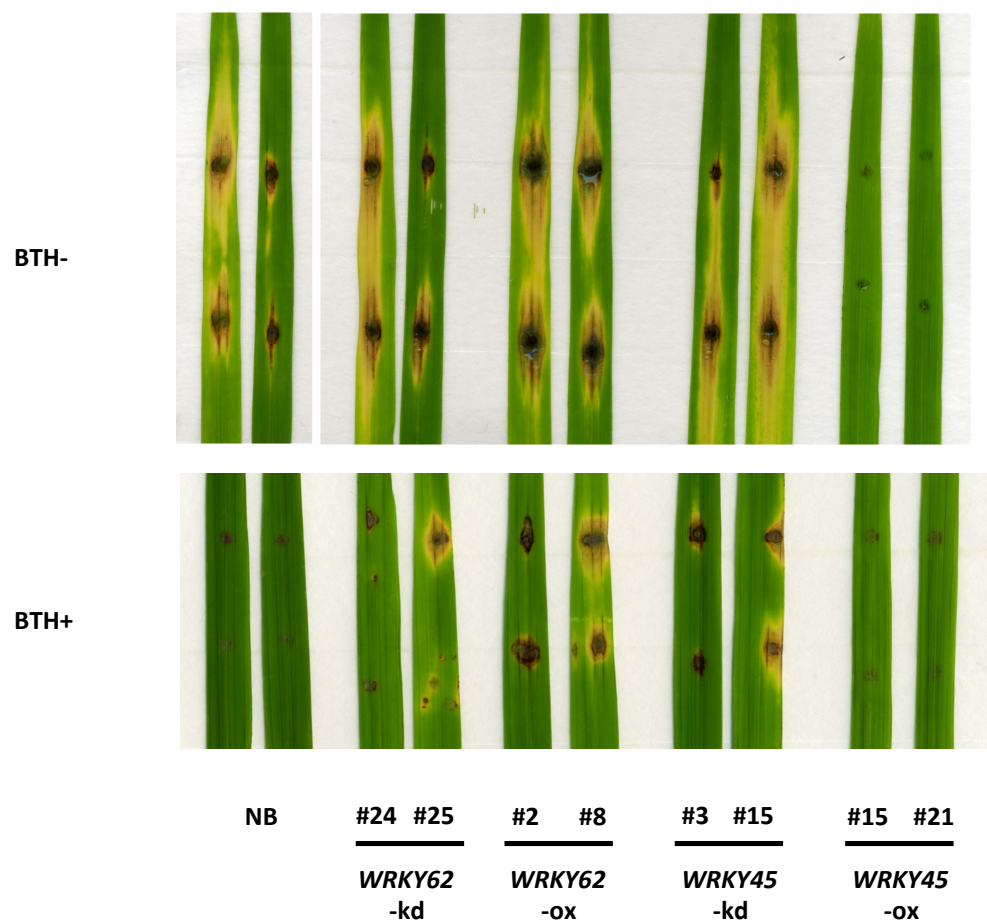 BTH-
BTH+
NB
#24 #25
#2 #8
#3 #15
#15 #21
WRKY62
-kd
WRKY62
-ox
WRKY45
-kd
WRKY45
-ox